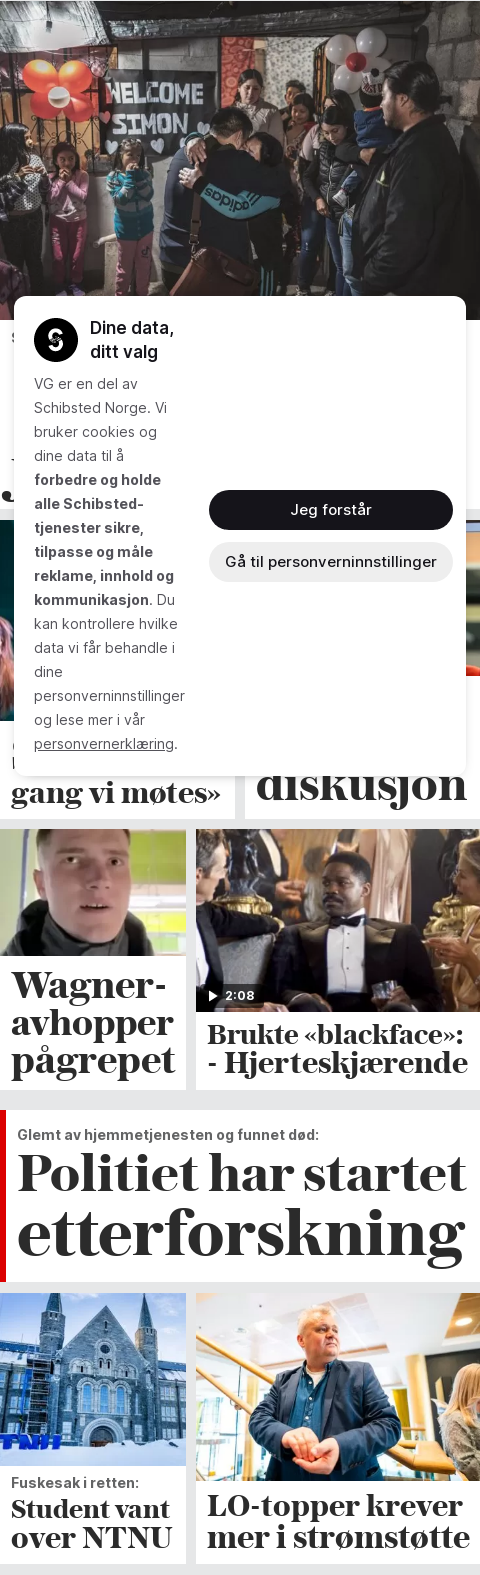 WELCOME
SIMON
adidas
Dine data,
ditt valg
VG er en del av
Schibsted Norge. Vi
bruker cookies og
dine data til å
forbedre og holde
alle Schibsted-
tjenester sikre,
tilpasse og måle
reklame, innhold og
kommunikasjon. Du
kan kontrollere hvilke
data vi får behandle i
dine
personverninnstillinger
og lese mer i vår
personvernerklæring.
Jeg forstår
Gå til personverninnstillinger
gang vi møtes»
diskusjon
Wagner-
avhopper
pågrepet
2:08
Brukte «blackface»:
- Hjerteskjærende
Glemt av hjemmetjenesten og funnet død:
Politiet har startet
etterforskning
NTNU
Fuskesak i retten:
Student vant
over NTNU
LO-topper krever
mer i strømstøtte